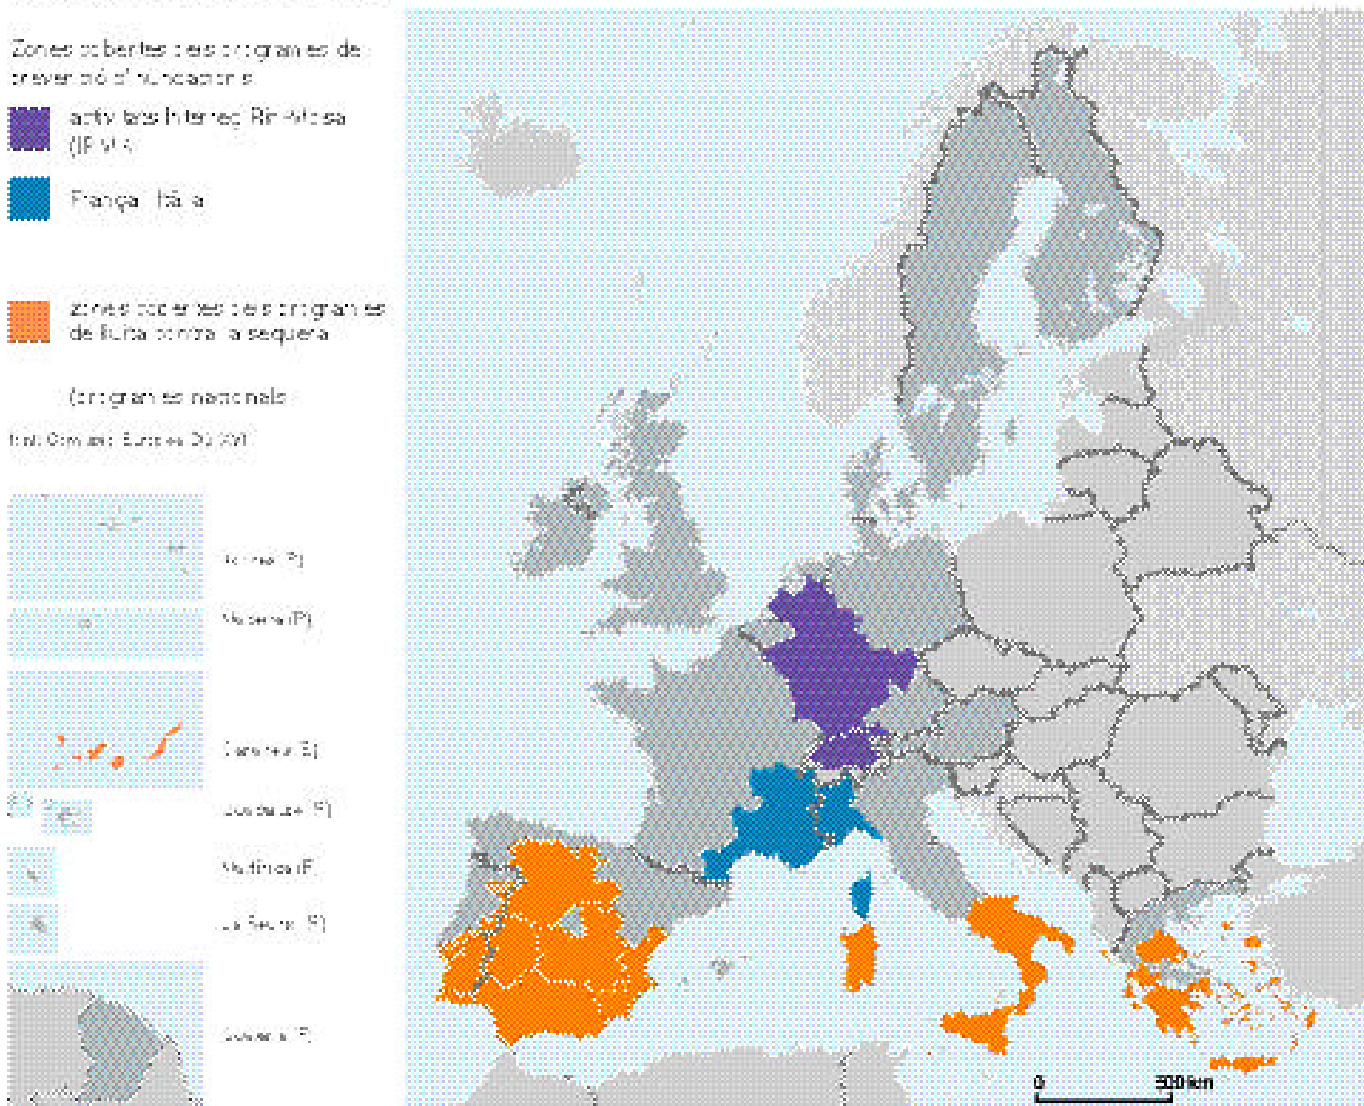 Zones cobertes pels programes de
prevenció d'inundacions
activitats Interreg Rin-Mosa
(IRMA)
França i Itàlia
zones cobertes pels programes
de lluita contra la sequera
(programes nacionals
font: Comissió Europea DG XVI
Açores (P)
Madeira (P)
Canàries (E)
Guadalupe (F)
Martinica (F)
(F)
Guaiana (F)
0 500 km